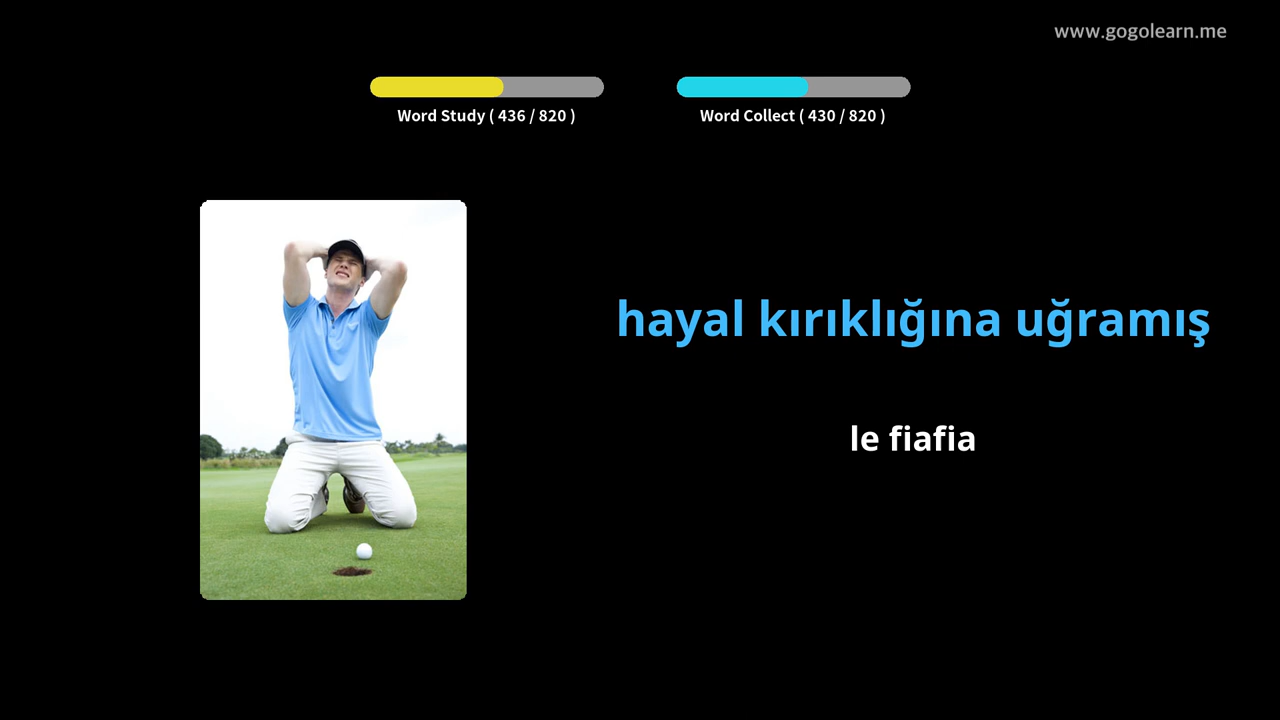 www.gogolearn.me
Word Study ( 436 / 820 )
Word Collect ( 430 / 820 )
hayal kırıklığına uğramış
le fiafia